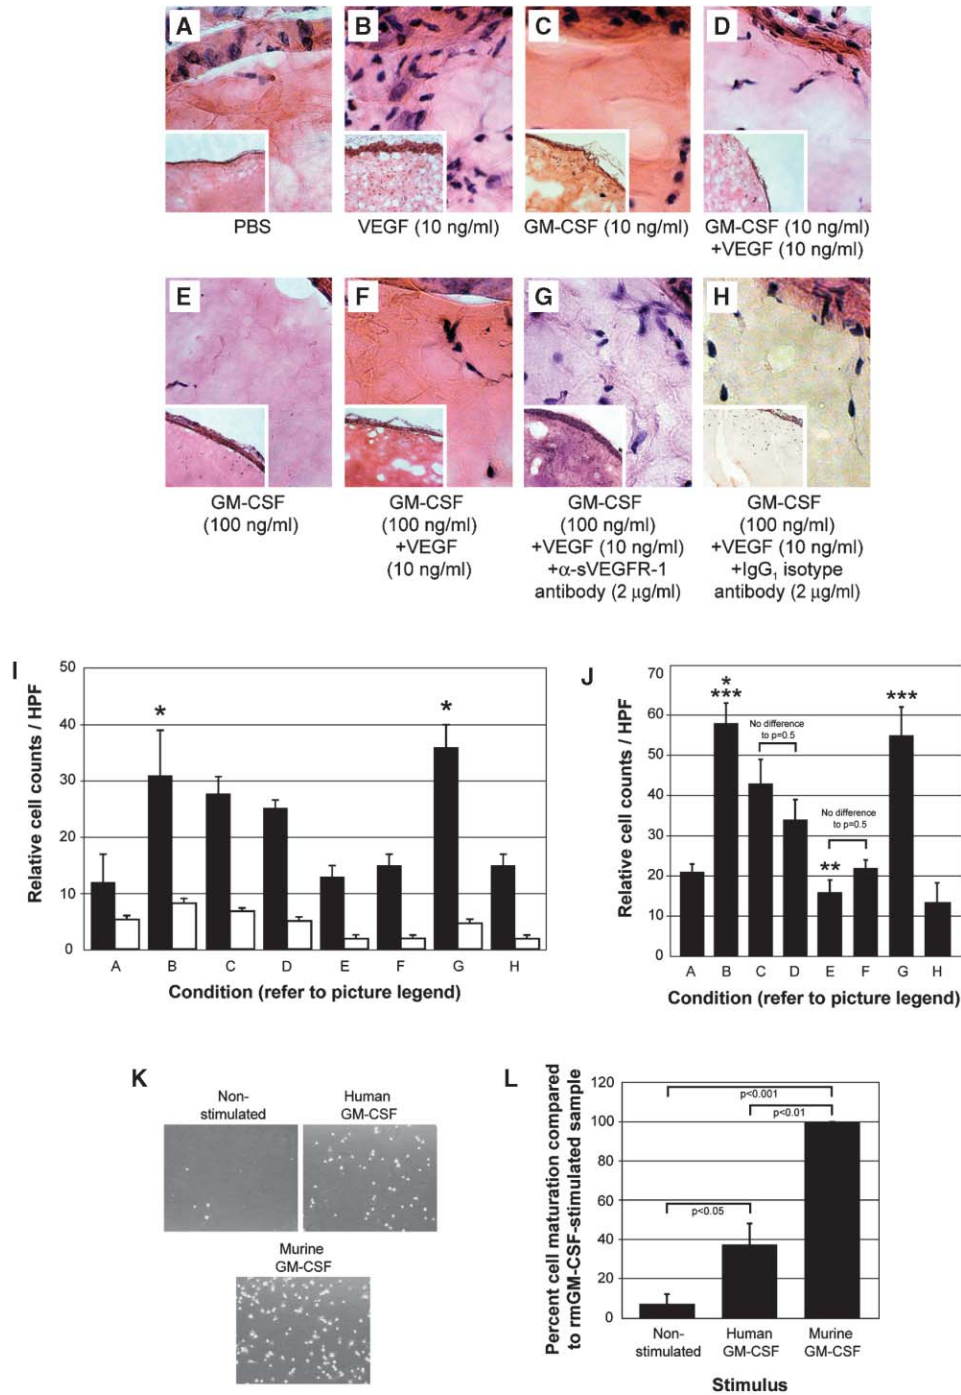 A
B
C
D
PBS
VEGF (10 ng/ml)
GM-CSF (10 ng/ml)
GM-CSF (10 ng/ml)
+VEGF (10 ng/ml)
E
F
G
H
GM-CSF
(100 ng/ml)
GM-CSF
(100 ng/ml)
+VEGF
(10 ng/ml)
GM-CSF
(100 ng/ml)
+VEGF (10 ng/ml)
+α-sVEGFR-1
antibody (2 µg/ml)
GM-CSF
(100 ng/ml)
+VEGF (10 ng/ml)
+IgG₁ isotype
antibody (2 µg/ml)
I
Relative cell counts / HPF
50
40
30
20
10
0
*
*
A B C D E F G H
Condition (refer to picture legend)
J
Relative cell counts / HPF
70
60
50
40
30
20
10
0
*
***
No difference
to p=0.5
No difference
to p=0.5
**
***
A B C D E F G H
Condition (refer to picture legend)
K
Non-
stimulated
Human
GM-CSF
Murine
GM-CSF
L
Percent cell maturation compared
to rmGM-CSF-stimulated sample
120
100
80
60
40
20
0
p<0.001
p<0.01
p<0.05
Non-
stimulated
Human
GM-CSF
Murine
GM-CSF
Stimulus